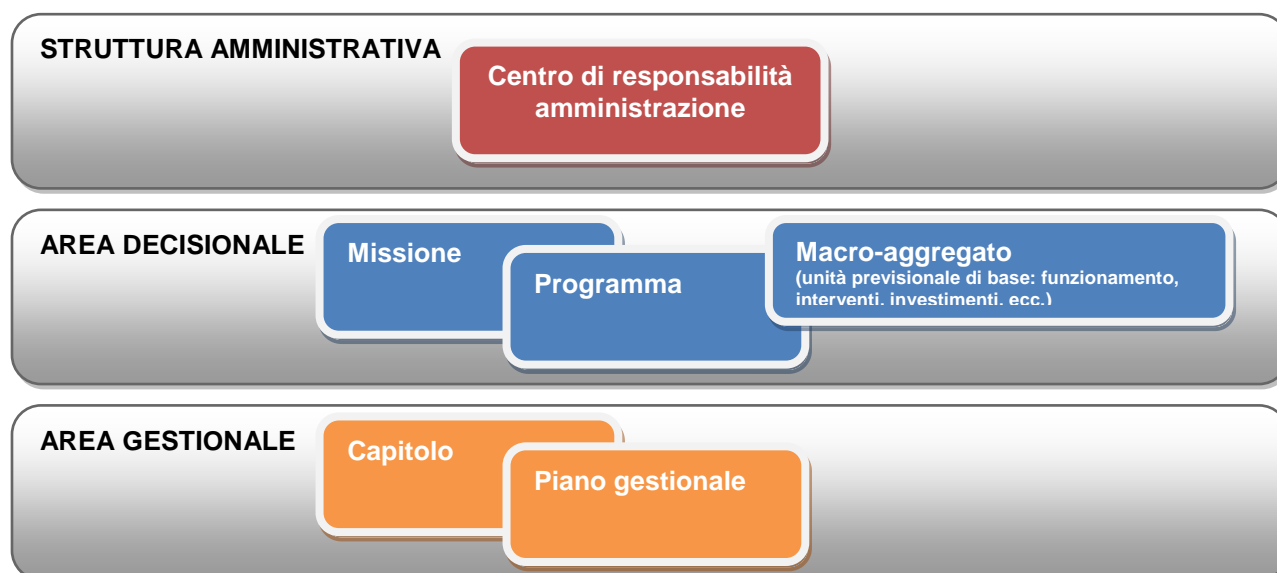 STRUTTURA AMMINISTRATIVA
Centro di responsabilità
amministrazione
AREA DECISIONALE
Missione
Programma
Macro-aggregato
(unità previsionale di base: funzionamento,
interventi, investimenti, ecc.)
AREA GESTIONALE
Capitolo
Piano gestionale